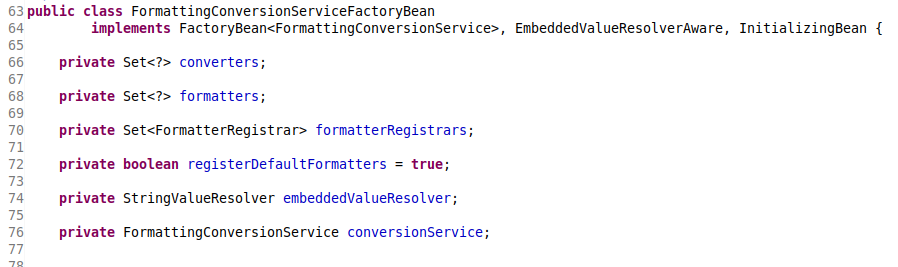 63 public class FormattingConversionServiceFactoryBean
64 implements FactoryBean<FormattingConversionService>, EmbeddedValueResolverAware, InitializingBean {
65
66 private Set<?> converters;
67
68 private Set<?> formatters;
69
70 private Set<FormatterRegistrar> formatterRegistrars;
71
72 private boolean registerDefaultFormatters = true;
73
74 private StringValueResolver embeddedValueResolver;
75
76 private FormattingConversionService conversionService;
77
78